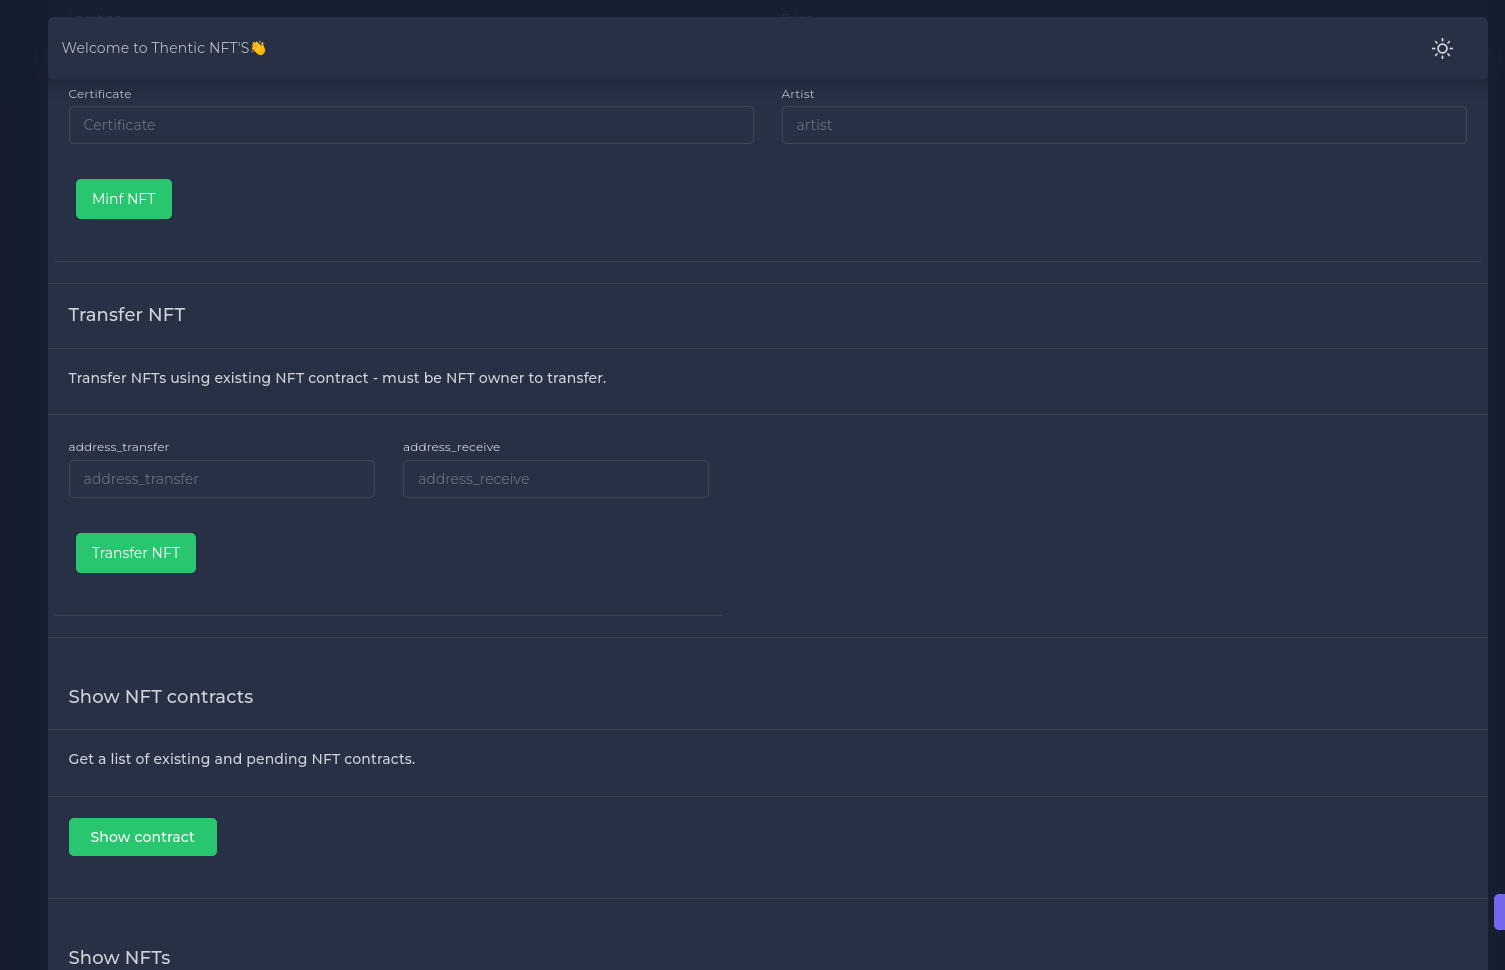 Welcome to Thentic NFT'S👋
Certificate
Artist
Certificate
artist
Minf NFT
Transfer NFT
Transfer NFTs using existing NFT contract - must be NFT owner to transfer.
address_transfer
address_receive
address_transfer
address_receive
Transfer NFT
Show NFT contracts
Get a list of existing and pending NFT contracts.
Show contract
Show NFTs